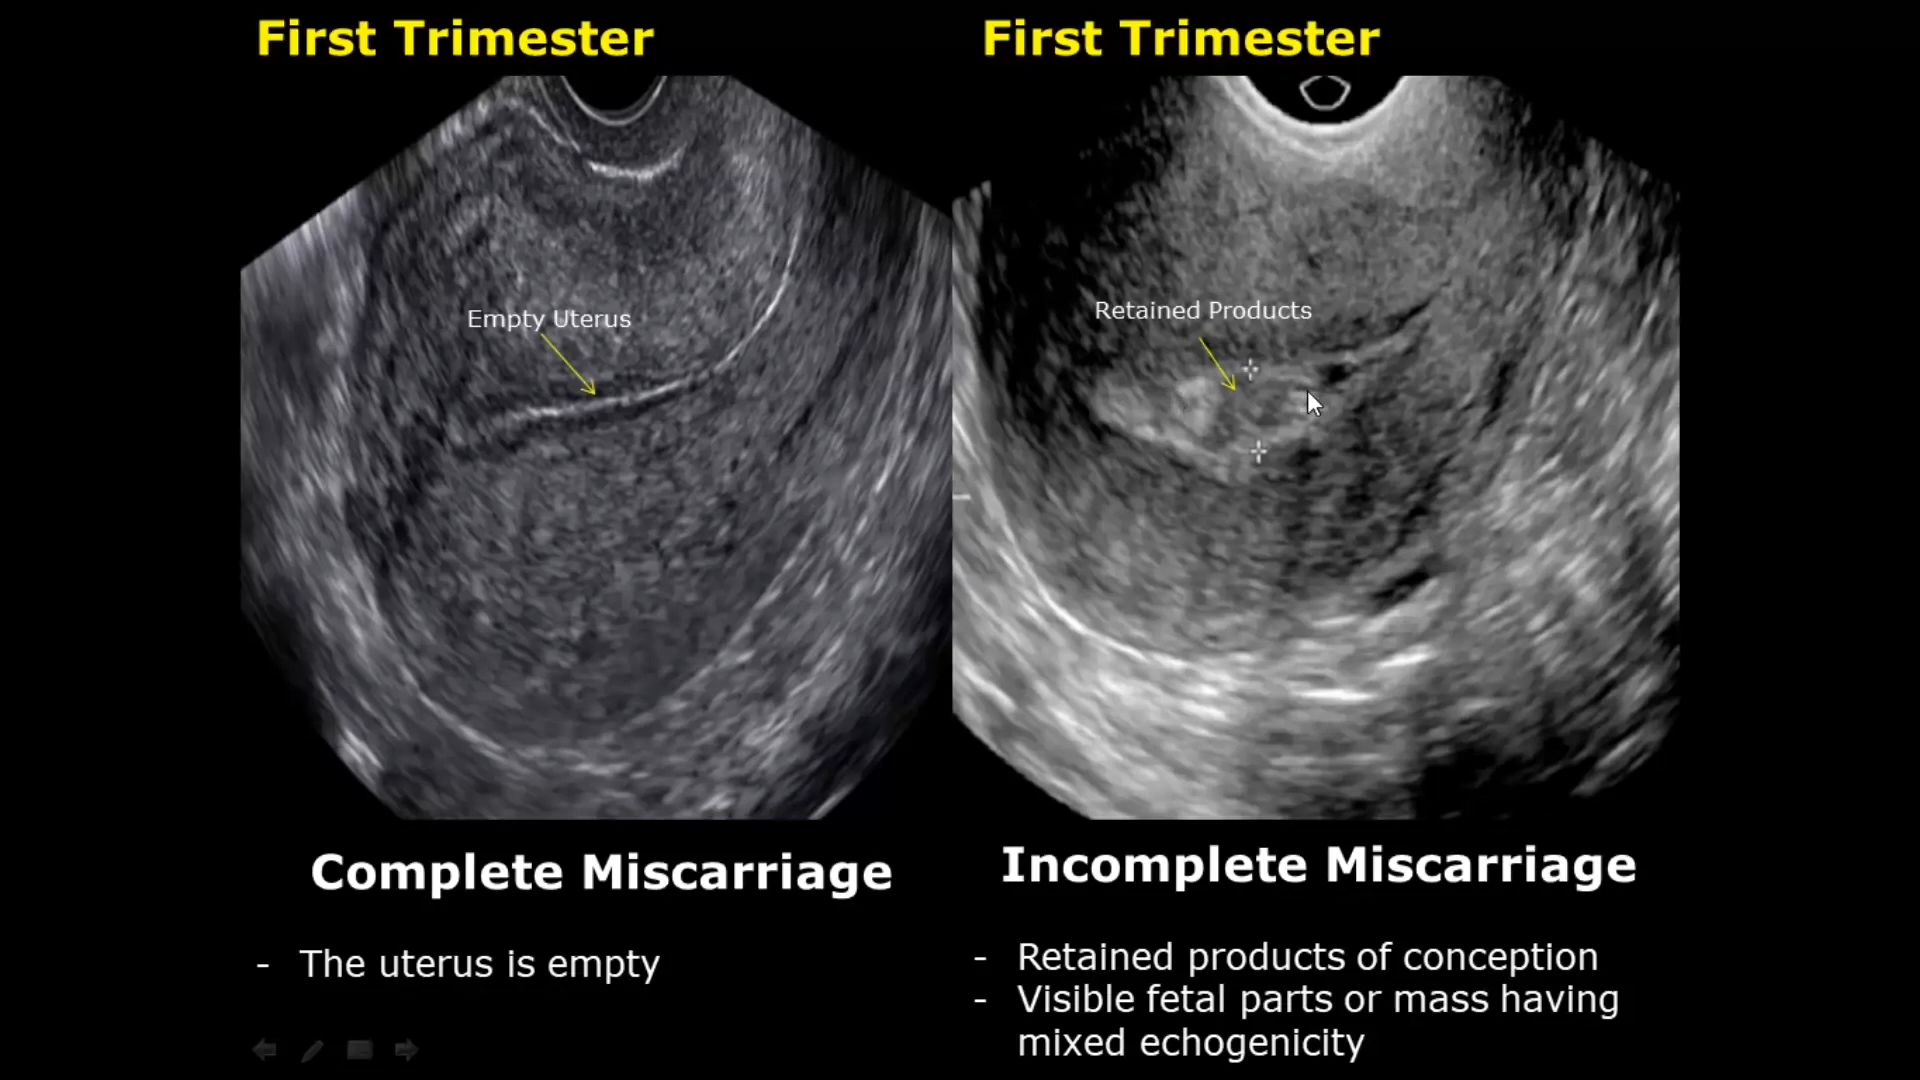 First Trimester
Empty Uterus
Complete Miscarriage
- The uterus is empty
First Trimester
Retained Products
Incomplete Miscarriage
- Retained products of conception
- Visible fetal parts or mass having
mixed echogenicity